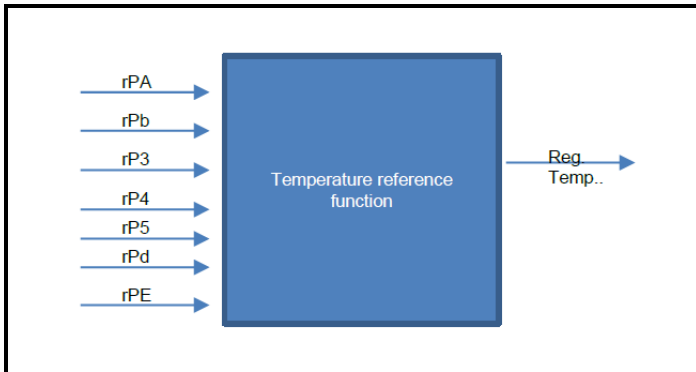 rPA
rPb
rP3
rP4
rP5
rPd
rPE
Temperature reference
function
Reg.
Temp..